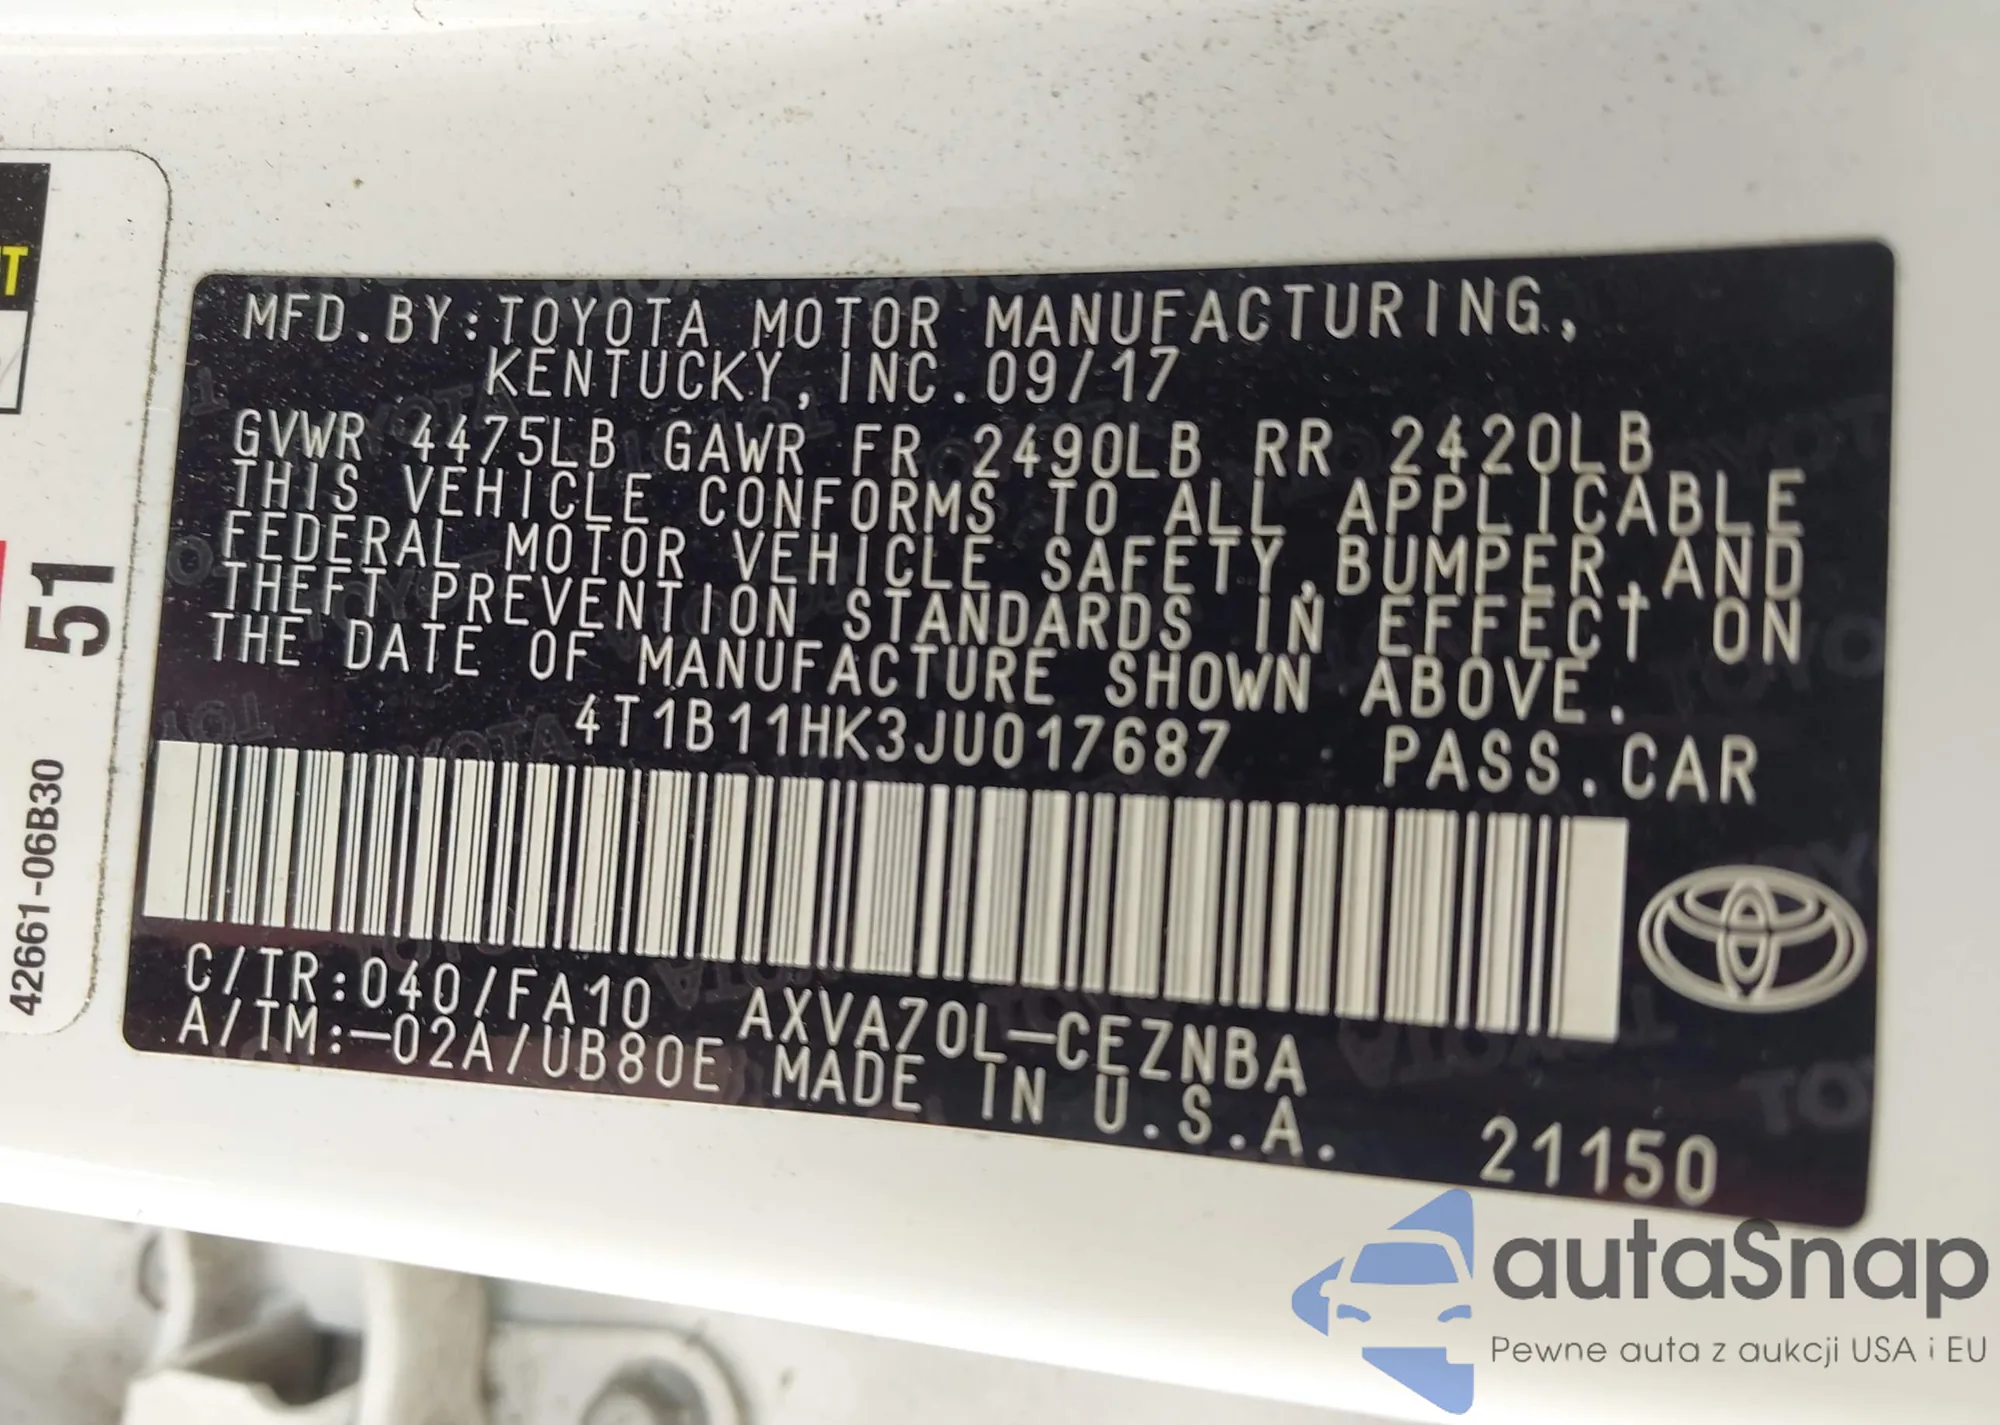 MFD.BY:TOYOTA MOTOR MANUFACTURING,
KENTUCKY, INC.09/17
GVWR 4475LB GAWR FR 2490LB RR 2420LB
THIS VEHICLE CONFORMS TO ALL APPLICABLE
FEDERAL MOTOR VEHICLE SAFETY,BUMPER,AND
THEFT PREVENTION STANDARDS IN EFFECT ON
THE DATE OF MANUFACTURE SHOWN ABOVE.
4T1B11HK3JU017687 PASS.CAR
C/TR:040/FA10 AXVA70L-CEZNBA
A/TM:-02A/UB80E MADE IN U.S.A.
21150
51
42661-06B30
autaSnap
Pewne auta z aukcji USA i EU